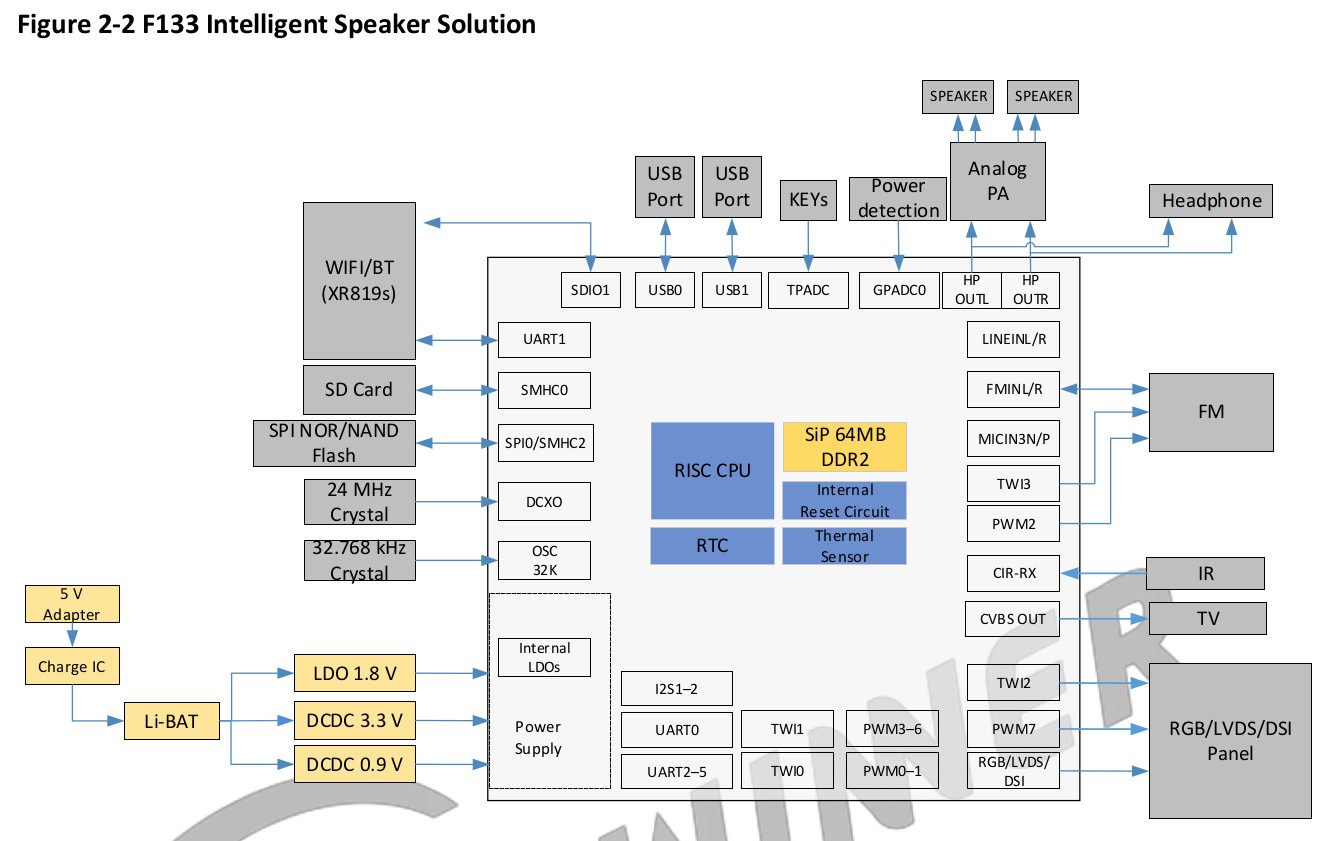 Figure 2-2 F133 Intelligent Speaker Solution
SPEAKER
SPEAKER
Analog
PA
USB
Port
USB
Port
KEYs
Power
detection
Headphone
WIFI/BT
(XR819s)
SDIO1
USB0
USB1
TPADC
GPADC0
HP
OUTL
HP
OUTR
UART1
LINEINL/R
SD Card
SMHC0
FMINL/R
FM
SPI NOR/NAND
Flash
SPI0/SMHC2
RISC CPU
SiP 64MB
DDR2
MICIN3N/P
24 MHz
Crystal
DCXO
Internal
Reset Circuit
TWI3
PWM2
32.768 kHz
Crystal
OSC
32K
RTC
Thermal
Sensor
CIR-RX
IR
5 V
Adapter
CVBS OUT
TV
Charge IC
Internal
LDOs
LDO 1.8 V
Li-BAT
DCDC 3.3 V
DCDC 0.9 V
Power
Supply
I2S1–2
UART0
TWI1
PWM3–6
UART2–5
TWI0
PWM0–1
TWI2
PWM7
RGB/LVDS/
DSI
RGB/LVDS/DSI
Panel
WINNER